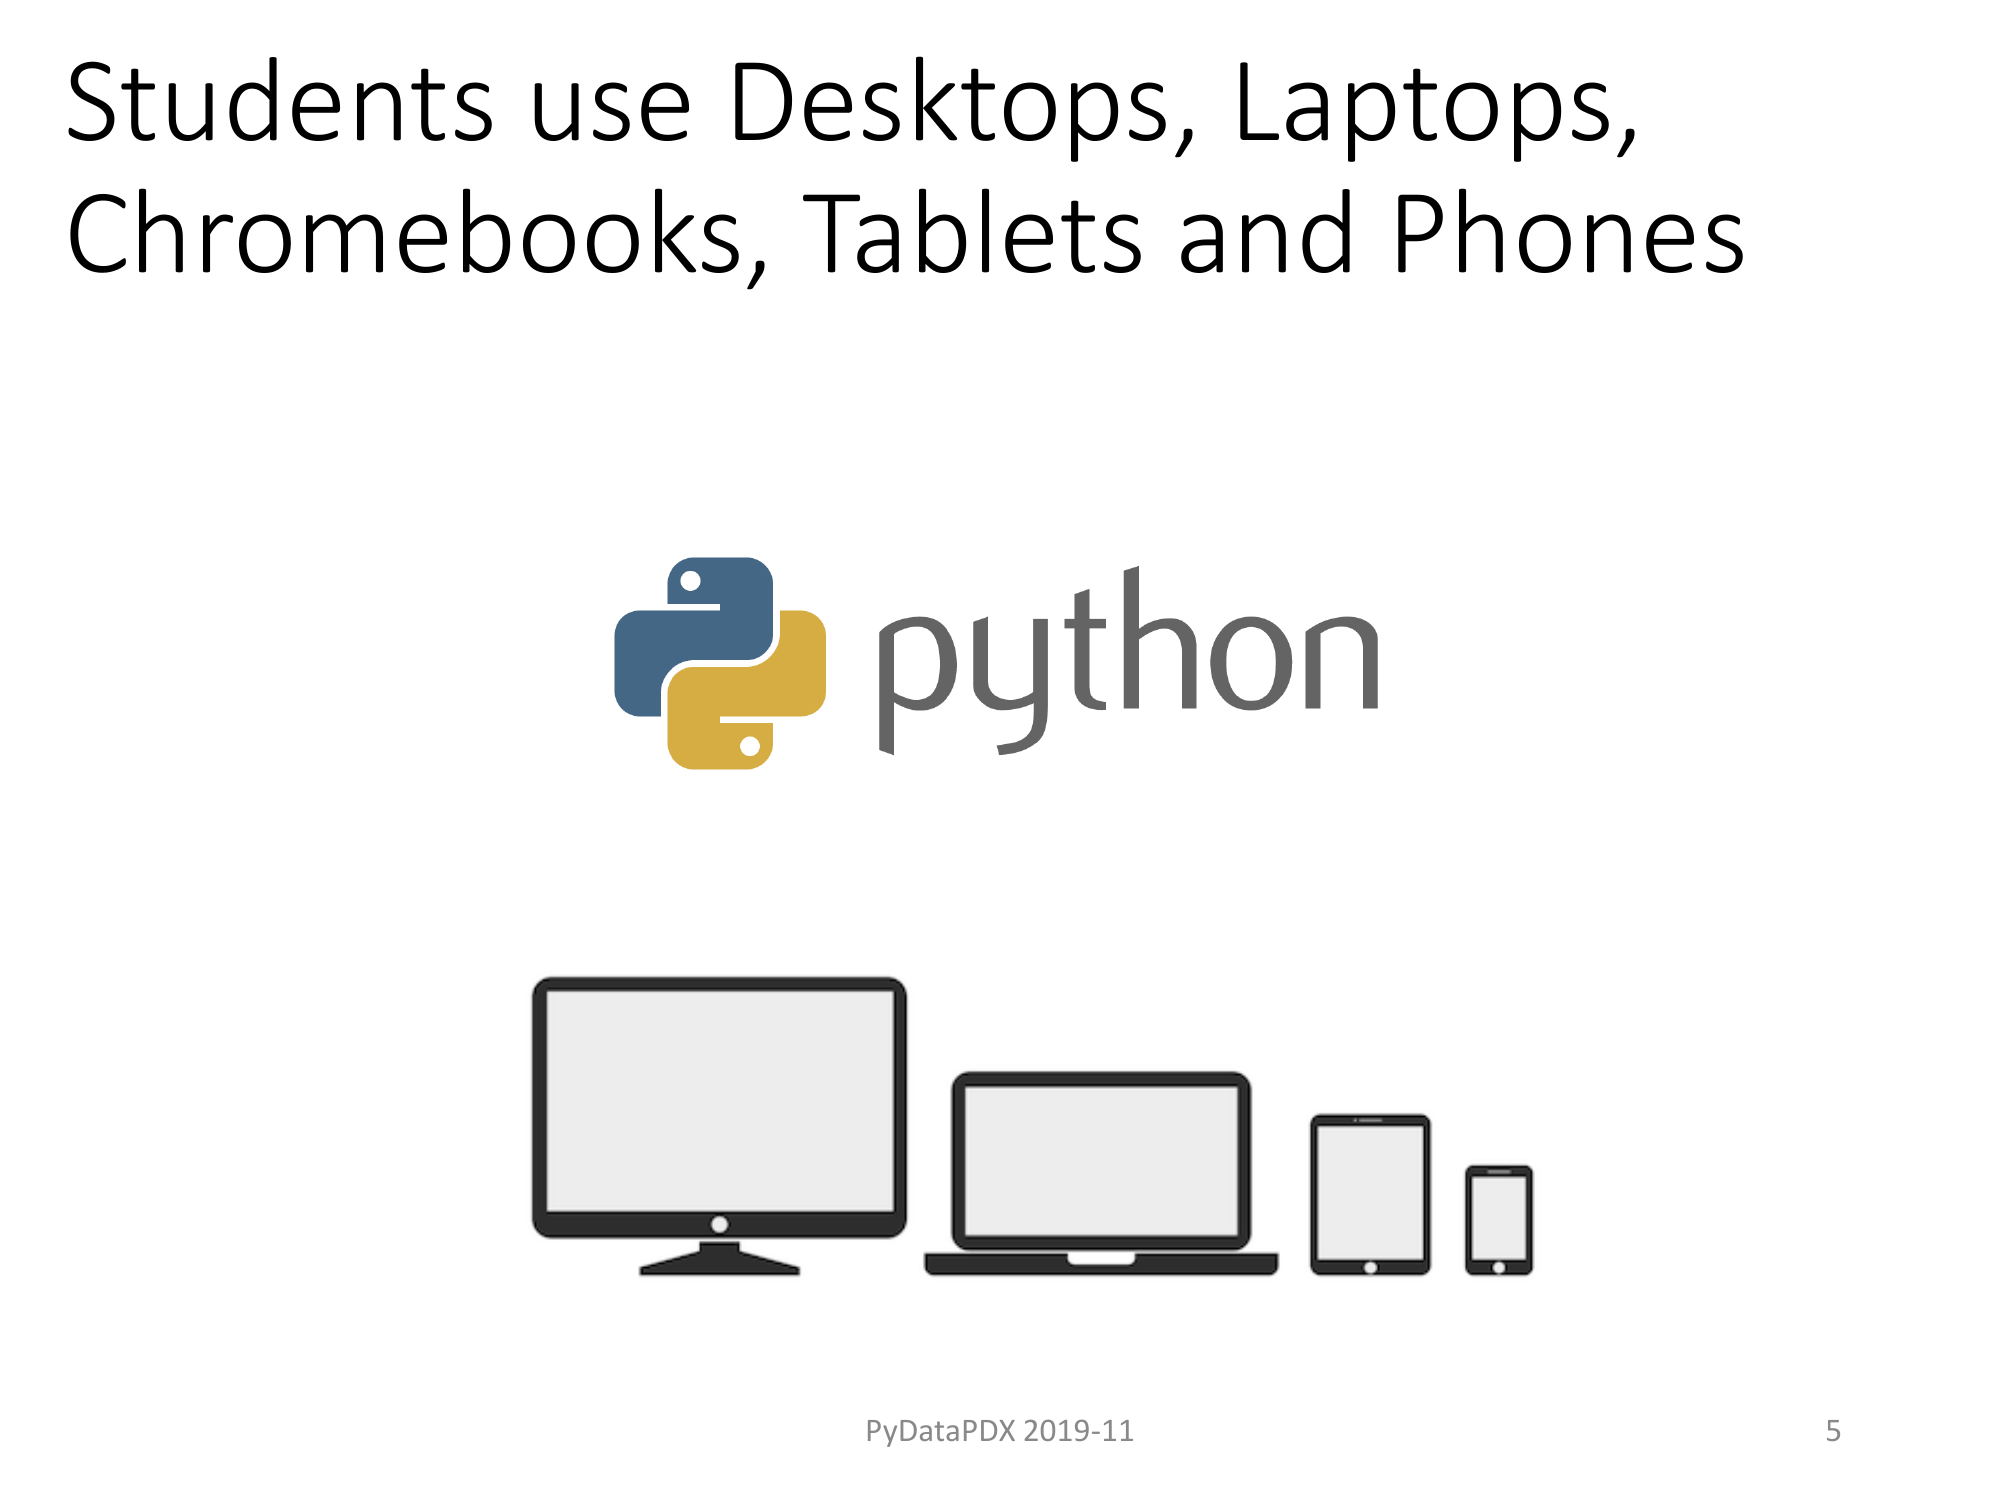 Students use Desktops, Laptops,
Chromebooks, Tablets and Phones
python
PyDataPDX 2019-11
5